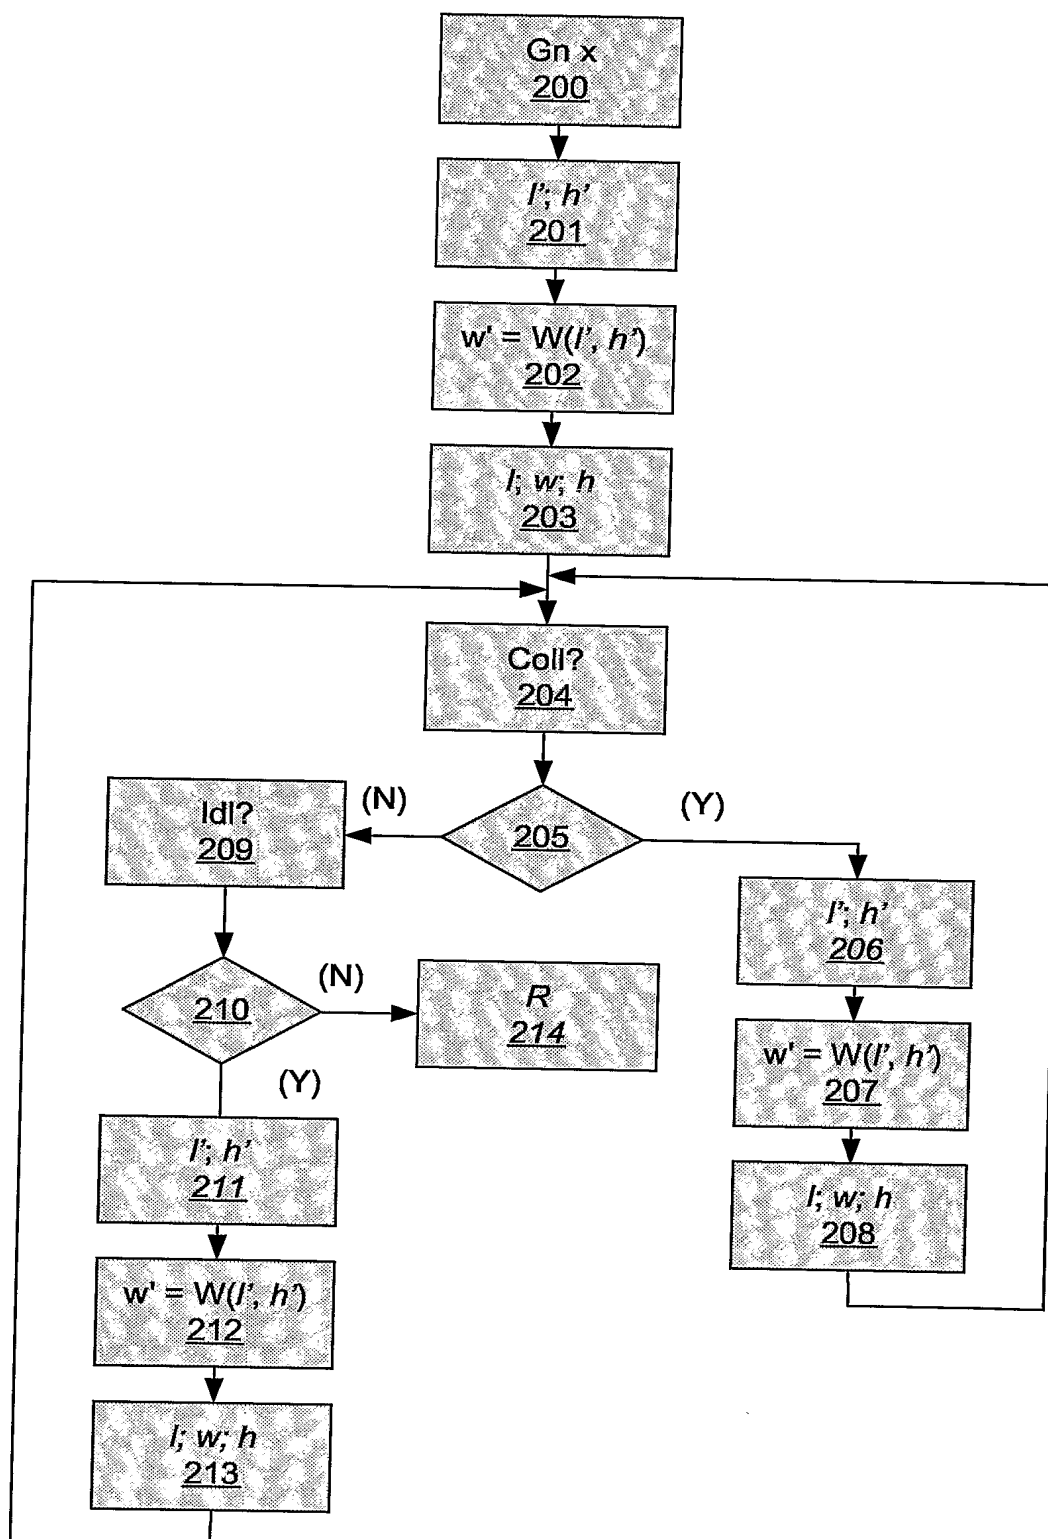 Gn x
200
l'; h'
201
w' = W(l', h')
202
l; w; h
203
Coll?
204
Idl?
209
(N)
205
(Y)
l'; h'
206
210
(N)
R
214
(Y)
w' = W(l', h')
207
l'; h'
211
l; w; h
208
w' = W(l', h')
212
l; w; h
213